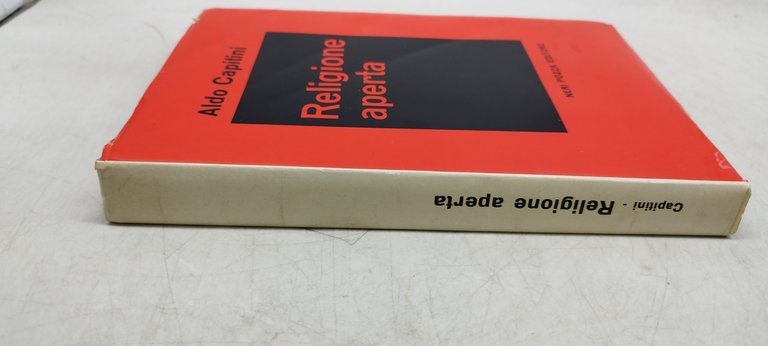 Aldo Capitini
Religione
aperta
NERI POZZA EDITORE
Capitini - Religione aperta